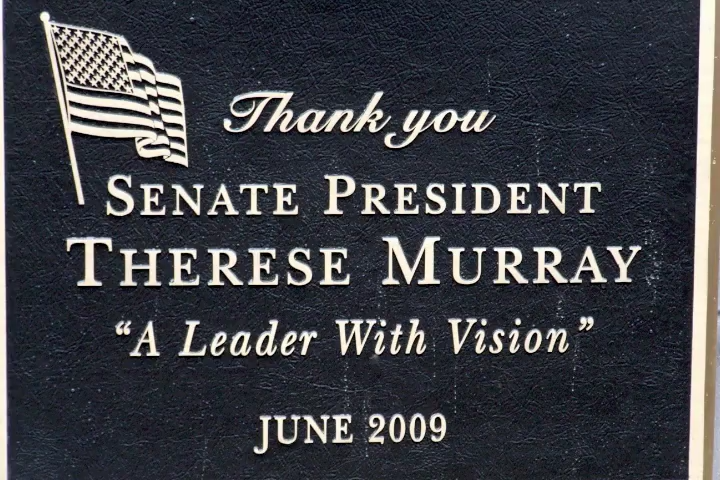 Thank you
SENATE PRESIDENT
THERESE MURRAY
“A Leader With Vision”
JUNE 2009